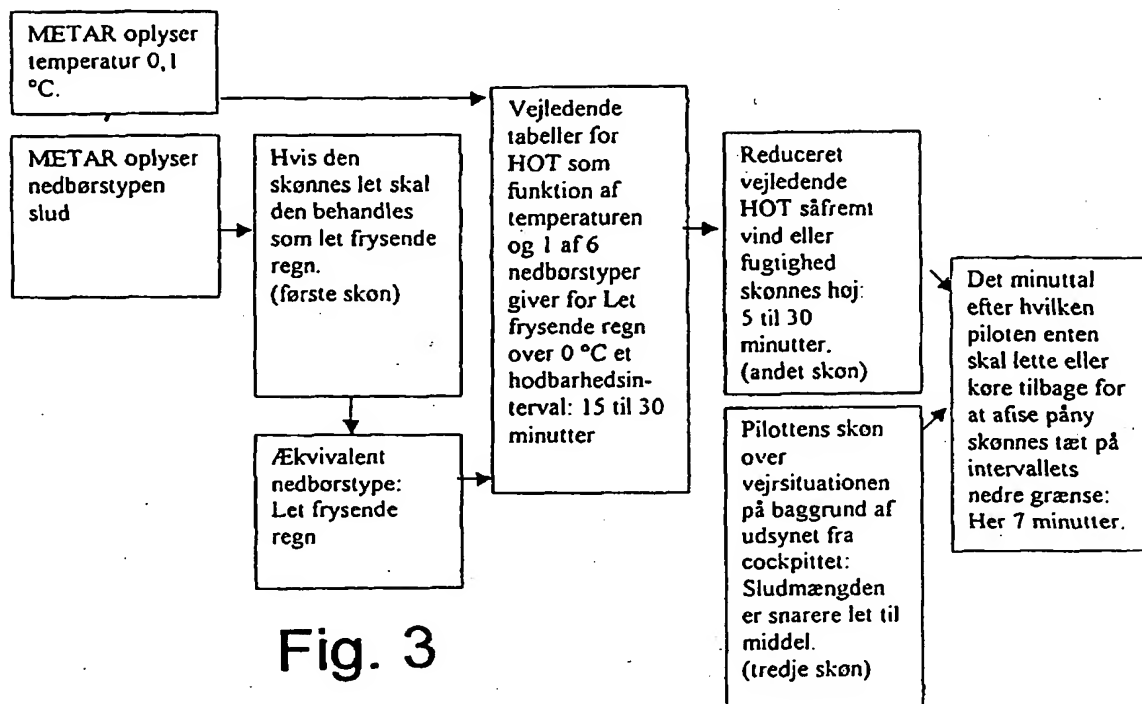 METAR oplyser
temperatur 0,1
°C.
METAR oplyser
nedbørstypen
slud
Hvis den
skønnes let skal
den behandles
som let frysende
regn.
(første skøn)
Ækvivalent
nedbørstype:
Let frysende
regn
Vejledende
tabeller for
HOT som
funktion af
temperaturen
og 1 af 6
nedbørstyper
giver for Let
frysende regn
over 0 °C et
hodbarhedsin-
terval: 15 til 30
minutter
Reduceret
vejledende
HOT såfremt
vind eller
fugtighed
skønnes høj:
5 til 30
minutter.
(andet skøn)
Pilottens skøn
over
vejrsituationen
på baggrund af
udsynet fra
cockpittet:
Sludmængden
er snarere let til
middel.
(tredje skøn)
Det minuttal
efter hvilken
piloten enten
skal lette eller
køre tilbage for
at afise påny
skønnes tæt på
intervallets
nedre grænse:
Her 7 minutter.
Fig. 3